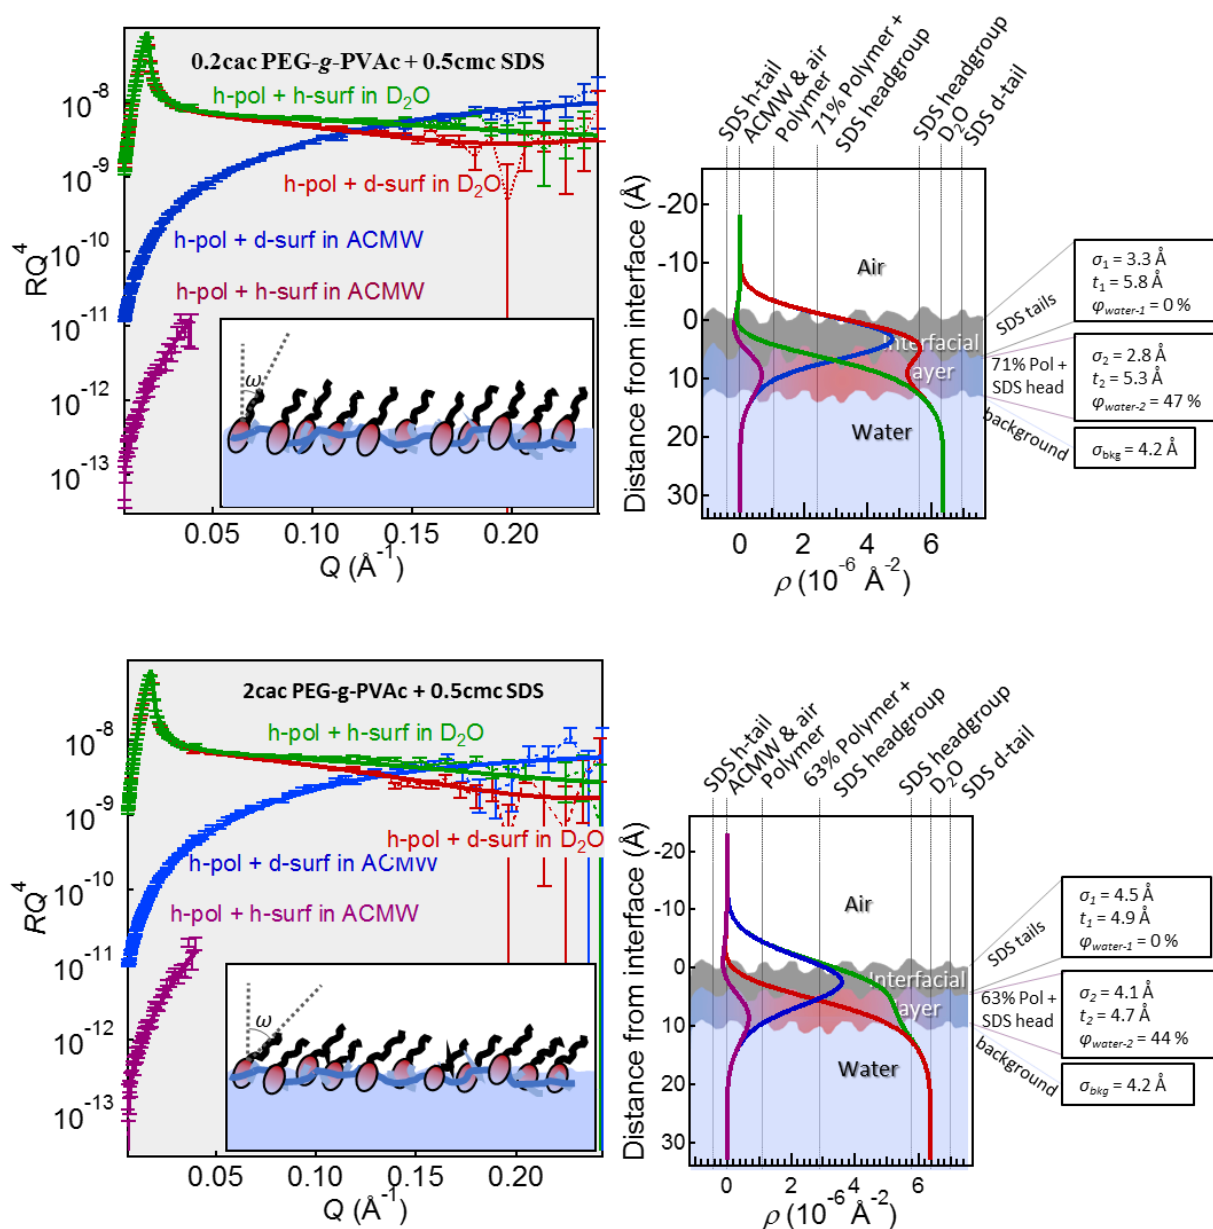 0.2cac PEG-g-PVAc + 0.5cmc SDS
h-pol + h-surf in D₂O
h-pol + d-surf in D₂O
h-pol + d-surf in ACMW
h-pol + h-surf in ACMW
ω
RQ⁴
10⁻⁸
10⁻⁹
10⁻¹⁰
10⁻¹¹
10⁻¹²
10⁻¹³
0.05 0.10 0.15 0.20
Q (Å⁻¹)
SDS h-tail
ACMW & air
Polymer
71% Polymer +
SDS headgroup
SDS headgroup
D₂O
SDS d-tail
Distance from interface (Å)
-20
-10
0
10
20
30
Air
Interfacial
layer
Water
0 2 4 6
ρ (10⁻⁶ Å⁻²)
SDS tails
71% Pol +
SDS head
background
σ₁ = 3.3 Å
t₁ = 5.8 Å
φwater-1 = 0 %
σ₂ = 2.8 Å
t₂ = 5.3 Å
φwater-2 = 47 %
σbkg = 4.2 Å
2cac PEG-g-PVAc + 0.5cmc SDS
h-pol + h-surf in D₂O
h-pol + d-surf in D₂O
h-pol + d-surf in ACMW
h-pol + h-surf in ACMW
ω
RQ⁴
10⁻⁸
10⁻⁹
10⁻¹⁰
10⁻¹¹
10⁻¹²
10⁻¹³
0.05 0.10 0.15 0.20
Q (Å⁻¹)
SDS h-tail
ACMW & air
Polymer
63% Polymer +
SDS headgroup
SDS headgroup
D₂O
SDS d-tail
Distance from interface (Å)
-20
-10
0
10
20
30
Air
Interfacial
layer
Water
0 2 4 6
ρ (10⁻⁶ Å⁻²)
SDS tails
63% Pol +
SDS head
background
σ₁ = 4.5 Å
t₁ = 4.9 Å
φwater-1 = 0 %
σ₂ = 4.1 Å
t₂ = 4.7 Å
φwater-2 = 44 %
σbkg = 4.2 Å